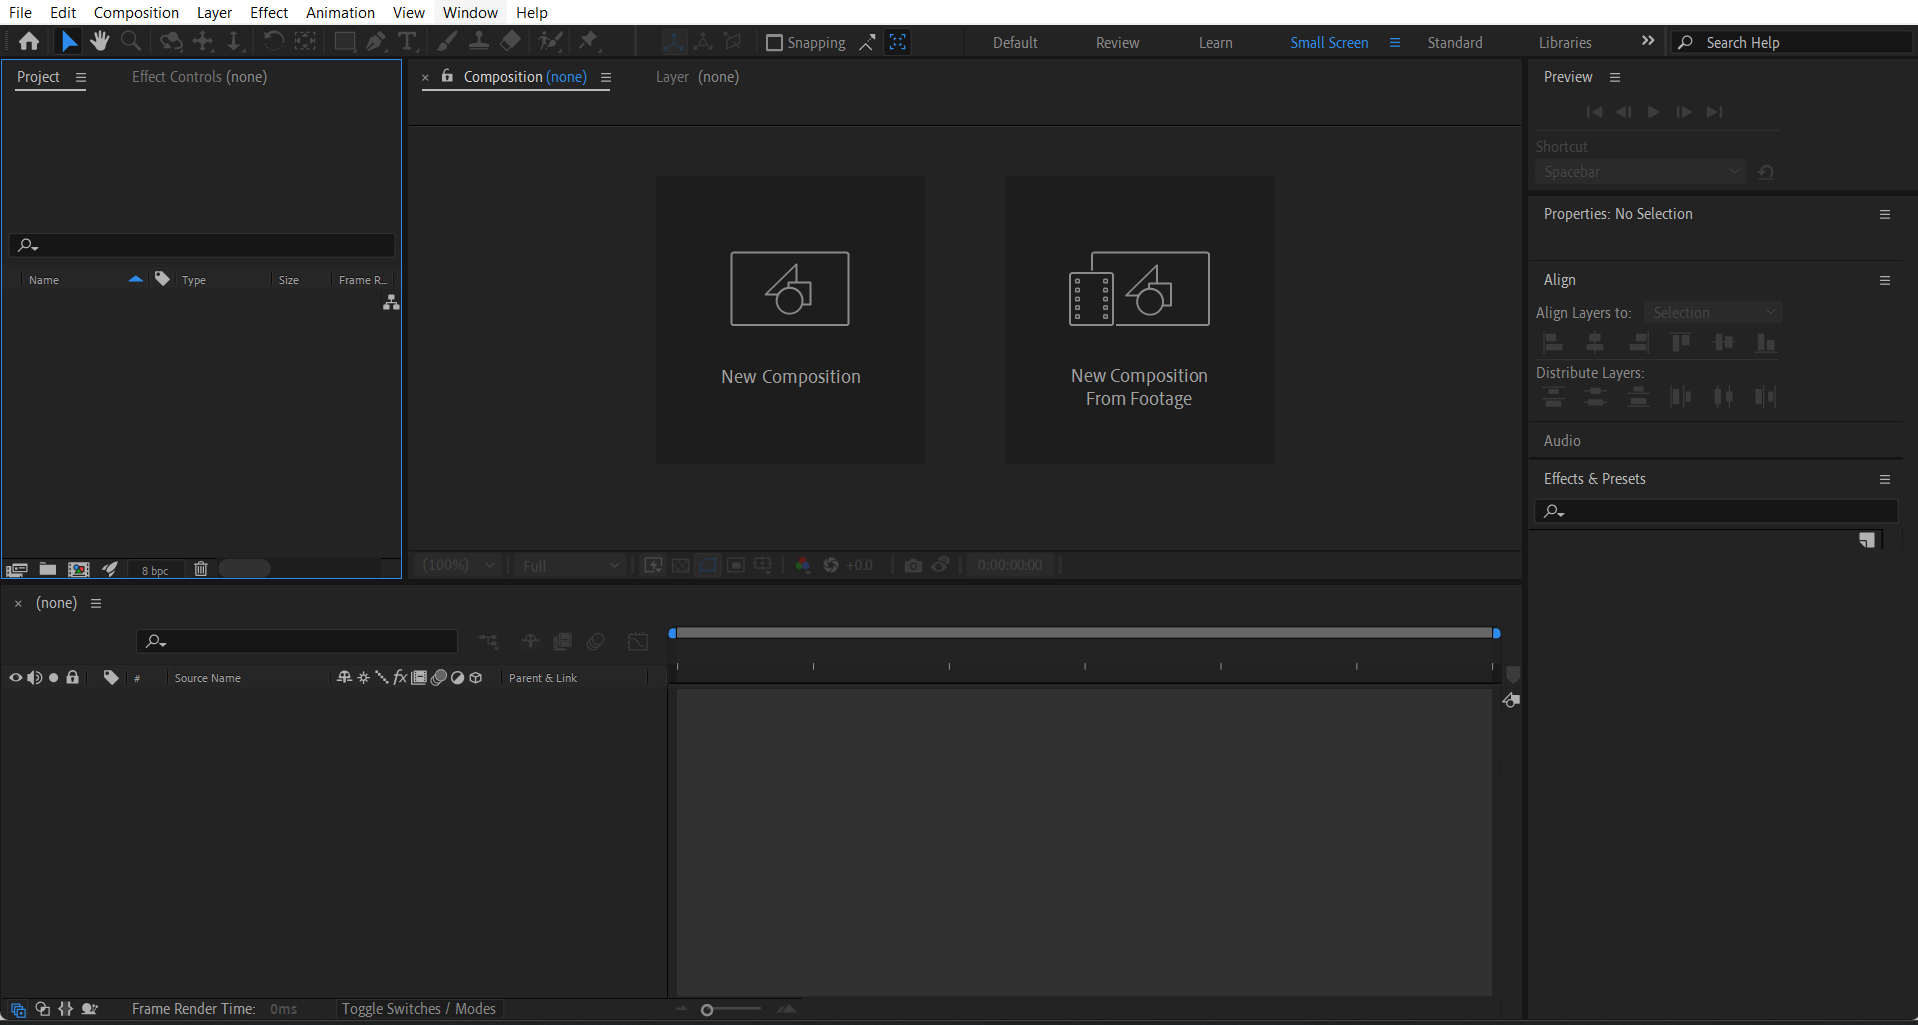 File Edit Composition Layer Effect Animation View Window Help
Snapping Default Review Learn Small Screen Standard Libraries Search Help
Project Effect Controls (none)
Composition (none) Layer (none)
Preview
Shortcut
Spacebar
Properties: No Selection
Name Type Size Frame R...
Align
Align Layers to: Selection
Distribute Layers:
New Composition
New Composition
From Footage
Audio
Effects & Presets
8 bpc
(100%) Full +0.0 0:00:00:00
(none)
# Source Name fx Parent & Link
Frame Render Time: 0ms Toggle Switches / Modes